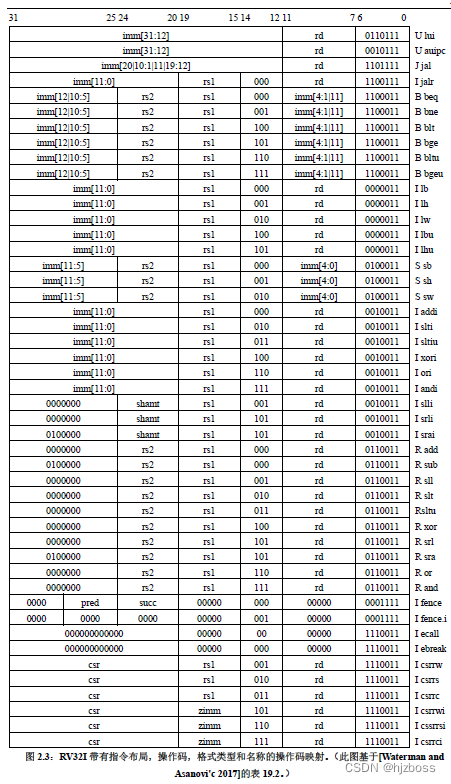 31 25 24 20 19 15 14 12 11 7 6 0
imm[31:12] rd 0110111 U lui
imm[31:12] rd 0010111 U auipc
imm[20|10:1|11|19:12] rd 1101111 J jal
imm[11:0] rs1 000 rd 1100111 I jalr
imm[12|10:5] rs2 rs1 000 imm[4:1|11] 1100011 B beq
imm[12|10:5] rs2 rs1 001 imm[4:1|11] 1100011 B bne
imm[12|10:5] rs2 rs1 100 imm[4:1|11] 1100011 B blt
imm[12|10:5] rs2 rs1 101 imm[4:1|11] 1100011 B bge
imm[12|10:5] rs2 rs1 110 imm[4:1|11] 1100011 B bltu
imm[12|10:5] rs2 rs1 111 imm[4:1|11] 1100011 B bgeu
imm[11:0] rs1 000 rd 0000011 I lb
imm[11:0] rs1 001 rd 0000011 I lh
imm[11:0] rs1 010 rd 0000011 I lw
imm[11:0] rs1 100 rd 0000011 I lbu
imm[11:0] rs1 101 rd 0000011 I lhu
imm[11:5] rs2 rs1 000 imm[4:0] 0100011 S sb
imm[11:5] rs2 rs1 001 imm[4:0] 0100011 S sh
imm[11:5] rs2 rs1 010 imm[4:0] 0100011 S sw
imm[11:0] rs1 000 rd 0010011 I addi
imm[11:0] rs1 010 rd 0010011 I slti
imm[11:0] rs1 011 rd 0010011 I sltiu
imm[11:0] rs1 100 rd 0010011 I xori
imm[11:0] rs1 110 rd 0010011 I ori
imm[11:0] rs1 111 rd 0010011 I andi
0000000 shamt rs1 001 rd 0010011 I slli
0000000 shamt rs1 101 rd 0010011 I srli
0100000 shamt rs1 101 rd 0010011 I srai
0000000 rs2 rs1 000 rd 0110011 R add
0100000 rs2 rs1 000 rd 0110011 R sub
0000000 rs2 rs1 001 rd 0110011 R sll
0000000 rs2 rs1 010 rd 0110011 R slt
0000000 rs2 rs1 011 rd 0110011 Rsltu
0000000 rs2 rs1 100 rd 0110011 R xor
0000000 rs2 rs1 101 rd 0110011 R srl
0100000 rs2 rs1 101 rd 0110011 R sra
0000000 rs2 rs1 110 rd 0110011 R or
0000000 rs2 rs1 111 rd 0110011 R and
0000 pred succ 00000 000 00000 0001111 I fence
0000 0000 0000 00000 001 00000 0001111 I fence.i
000000000000 00000 00 00000 1110011 I ecall
000000000000 00000 000 00000 1110011 I ebreak
csr rs1 001 rd 1110011 I csrrw
csr rs1 010 rd 1110011 I csrrs
csr rs1 011 rd 1110011 I csrrc
csr zimm 101 rd 1110011 I csrrwi
csr zimm 110 rd 1110011 I cssrrsi
csr zimm 111 rd 1110011 I csrrci
图 2.3：RV32I 带有指令布局，操作码，格式类型和名称的操作码映射。（此图基于[Waterman and
Asanovi'c 2017]的表 19.2。）
CSDN @hjzboss